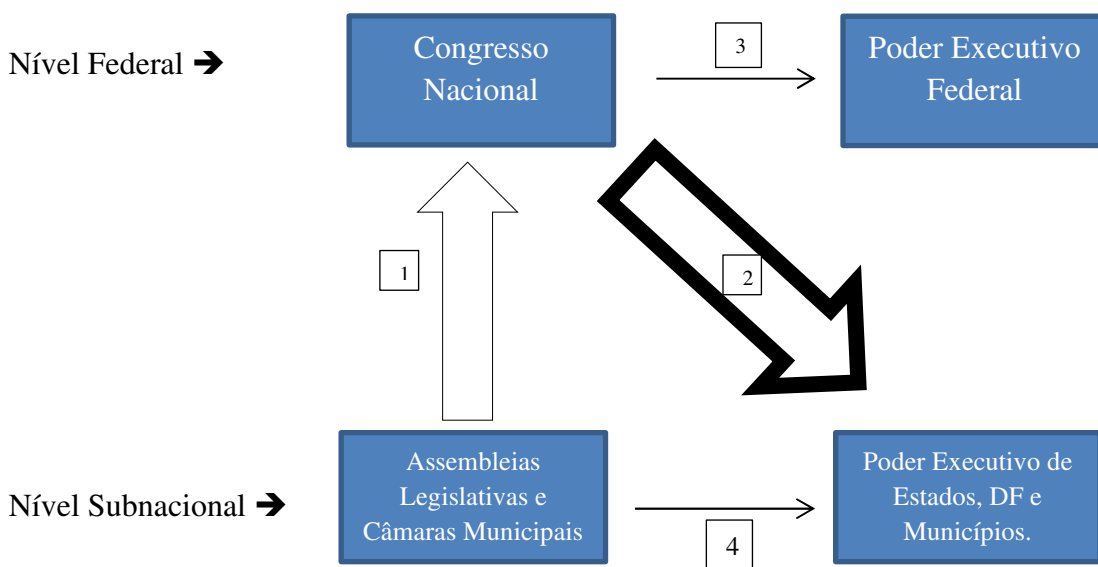 Nível Federal ➔
Congresso
Nacional
3
Poder Executivo
Federal
1
2
Nível Subnacional ➔
Assembleias
Legislativas e
Câmaras Municipais
4
Poder Executivo de
Estados, DF e
Municípios.